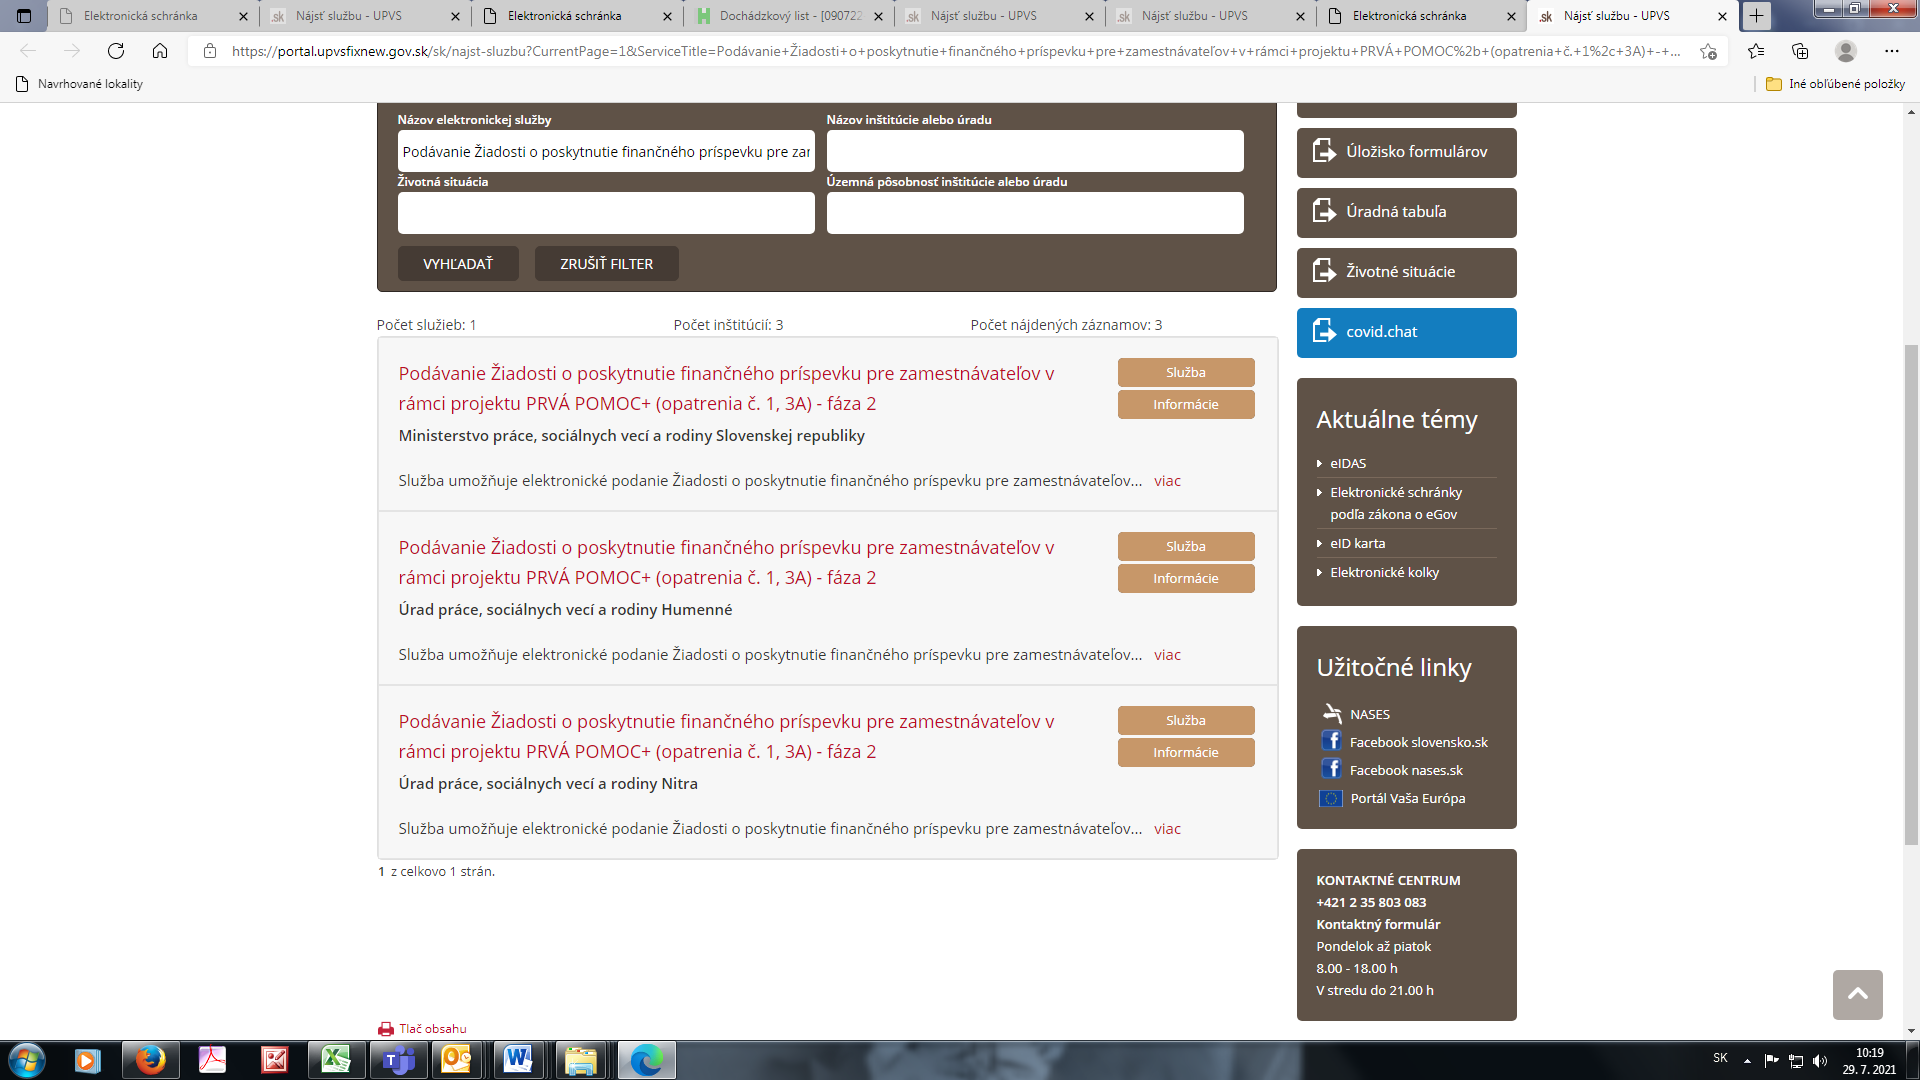 Elektronická schránka
Nájsť službu - UPVS
Elektronická schránka
Dochádzkový list - [090722
Nájsť službu - UPVS
Nájsť službu - UPVS
Elektronická schránka
Nájsť službu - UPVS
https://portal.upvsfixnew.gov.sk/sk/najst-sluzbu?CurrentPage=1&ServiceTitle=Podávanie+Žiadosti+o+poskytnutie+finančného+príspevku+pre+zamestnávateľov+v+rámci+projektu+PRVÁ+POMOC%2b+(opatrenia+č.+1%2c+3A)+-+...
Navrhované lokality
Iné obľúbené položky
Názov elektronickej služby
Názov inštitúcie alebo úradu
Podávanie Žiadosti o poskytnutie finančného príspevku pre zar
Životná situácia
Územná pôsobnosť inštitúcie alebo úradu
VYHĽADAŤ
ZRUŠIŤ FILTER
Počet služieb: 1
Počet inštitúcií: 3
Počet nájdených záznamov: 3
Podávanie Žiadosti o poskytnutie finančného príspevku pre zamestnávateľov v
rámci projektu PRVÁ POMOC+ (opatrenia č. 1, 3A) - fáza 2
Služba
Informácie
Ministerstvo práce, sociálnych vecí a rodiny Slovenskej republiky
Služba umožňuje elektronické podanie Žiadosti o poskytnutie finančného príspevku pre zamestnávateľov... viac
Podávanie Žiadosti o poskytnutie finančného príspevku pre zamestnávateľov v
rámci projektu PRVÁ POMOC+ (opatrenia č. 1, 3A) - fáza 2
Služba
Informácie
Úrad práce, sociálnych vecí a rodiny Humenné
Služba umožňuje elektronické podanie Žiadosti o poskytnutie finančného príspevku pre zamestnávateľov... viac
Podávanie Žiadosti o poskytnutie finančného príspevku pre zamestnávateľov v
rámci projektu PRVÁ POMOC+ (opatrenia č. 1, 3A) - fáza 2
Služba
Informácie
Úrad práce, sociálnych vecí a rodiny Nitra
Služba umožňuje elektronické podanie Žiadosti o poskytnutie finančného príspevku pre zamestnávateľov... viac
1 z celkovo 1 strán.
Tlač obsahu
Úložisko formulárov
Úradná tabuľa
Životné situácie
covid.chat
Aktuálne témy
eIDAS
Elektronické schránky
podľa zákona o eGov
eID karta
Elektronické kolky
Užitočné linky
NASES
Facebook slovensko.sk
Facebook nases.sk
Portál Vaša Európa
KONTAKTNÉ CENTRUM
+421 2 35 803 083
Kontaktný formulár
Pondelok až piatok
8.00 - 18.00 h
V stredu do 21.00 h
SK
10:19
29. 7. 2021